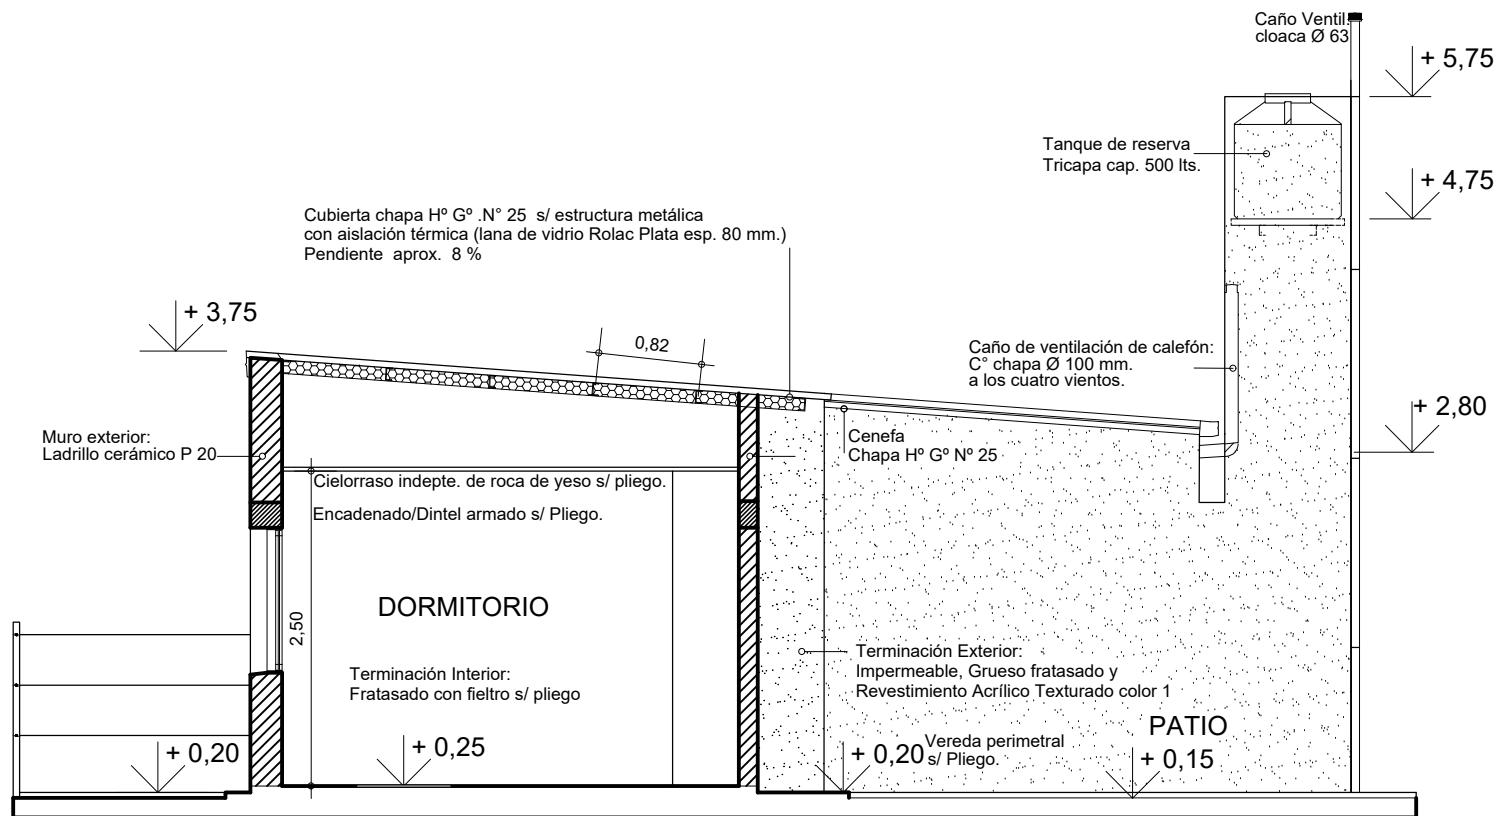 Caño Ventil.
cloaca Ø 63
+ 5,75
Tanque de reserva
Tricapa cap. 500 lts.
+ 4,75
Cubierta chapa Hº Gº .N° 25 s/ estructura metálica
con aislación térmica (lana de vidrio Rolac Plata esp. 80 mm.)
Pendiente aprox. 8 %
+ 3,75
0,82
Caño de ventilación de calefón:
C° chapa Ø 100 mm.
a los cuatro vientos.
+ 2,80
Muro exterior:
Ladrillo cerámico P 20
Cenefa
Chapa Hº Gº Nº 25
Cielorraso indepte. de roca de yeso s/ pliego.
Encadenado/Dintel armado s/ Pliego.
DORMITORIO
2,50
Terminación Interior:
Fratasado con fieltro s/ pliego
Terminación Exterior:
Impermeable, Grueso fratasado y
Revestimiento Acrílico Texturado color 1
PATIO
+ 0,20
+ 0,25
+ 0,20
Vereda perimetral
s/ Pliego.
+ 0,15